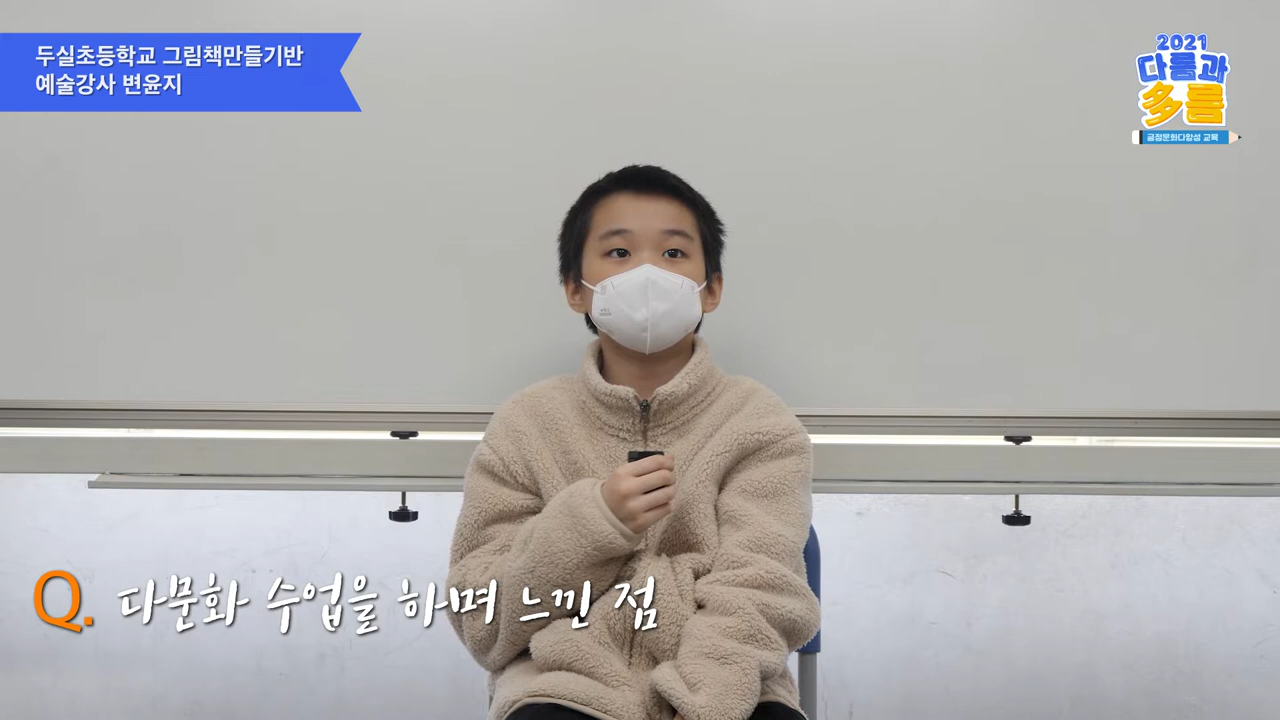 두실초등학교 그림책만들기반
예술강사 변윤지
2021
다름과
多름
금정문화다양성 교육
Q. 다문화 수업을 하며 느낀 점